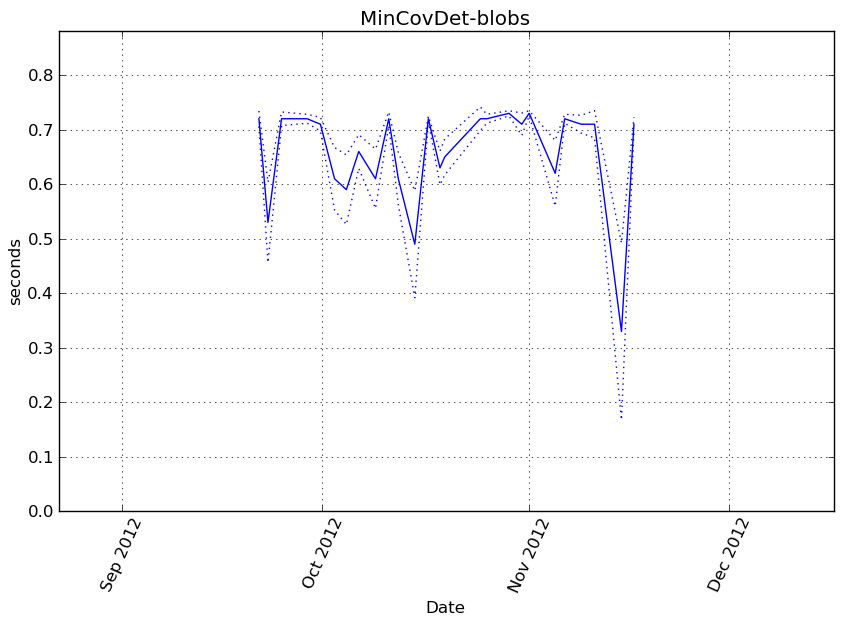 MinCovDet-blobs
0.8
0.7
0.6
0.5
0.4
0.3
0.2
0.1
0.0
seconds
Sep 2012
Oct 2012
Nov 2012
Dec 2012
Date